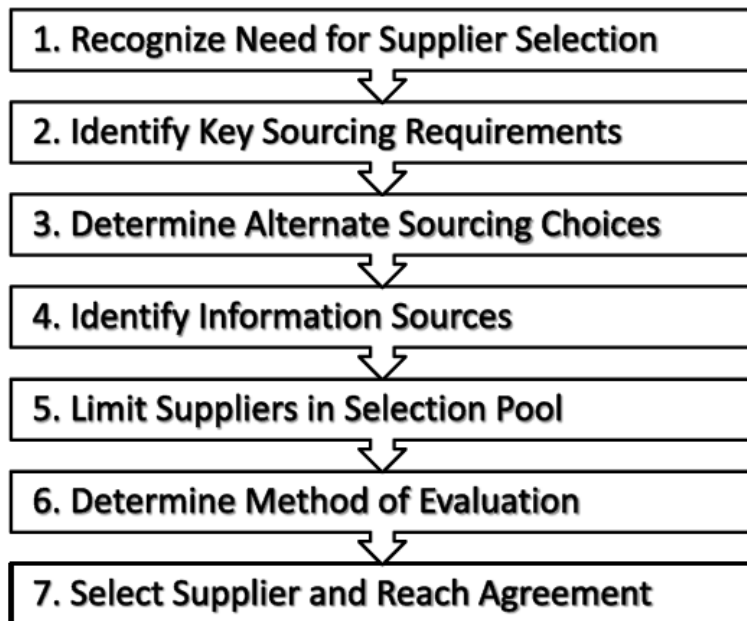 1. Recognize Need for Supplier Selection
2. Identify Key Sourcing Requirements
3. Determine Alternate Sourcing Choices
4. Identify Information Sources
5. Limit Suppliers in Selection Pool
6. Determine Method of Evaluation
7. Select Supplier and Reach Agreement